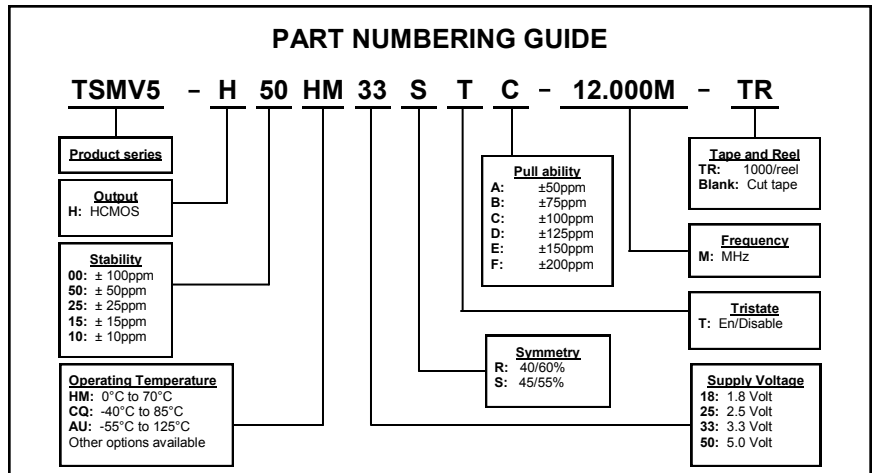 PART NUMBERING GUIDE
TSMV5 - H 50 HM 33 S T C - 12.000M - TR
Product series
Output
H: HCMOS
Stability
00: ± 100ppm
50: ± 50ppm
25: ± 25ppm
15: ± 15ppm
10: ± 10ppm
Operating Temperature
HM: 0°C to 70°C
CQ: -40°C to 85°C
AU: -55°C to 125°C
Other options available
Pull ability
A: ±50ppm
B: ±75ppm
C: ±100ppm
D: ±125ppm
E: ±150ppm
F: ±200ppm
Symmetry
R: 40/60%
S: 45/55%
Tape and Reel
TR: 1000/reel
Blank: Cut tape
Frequency
M: MHz
Tristate
T: En/Disable
Supply Voltage
18: 1.8 Volt
25: 2.5 Volt
33: 3.3 Volt
50: 5.0 Volt